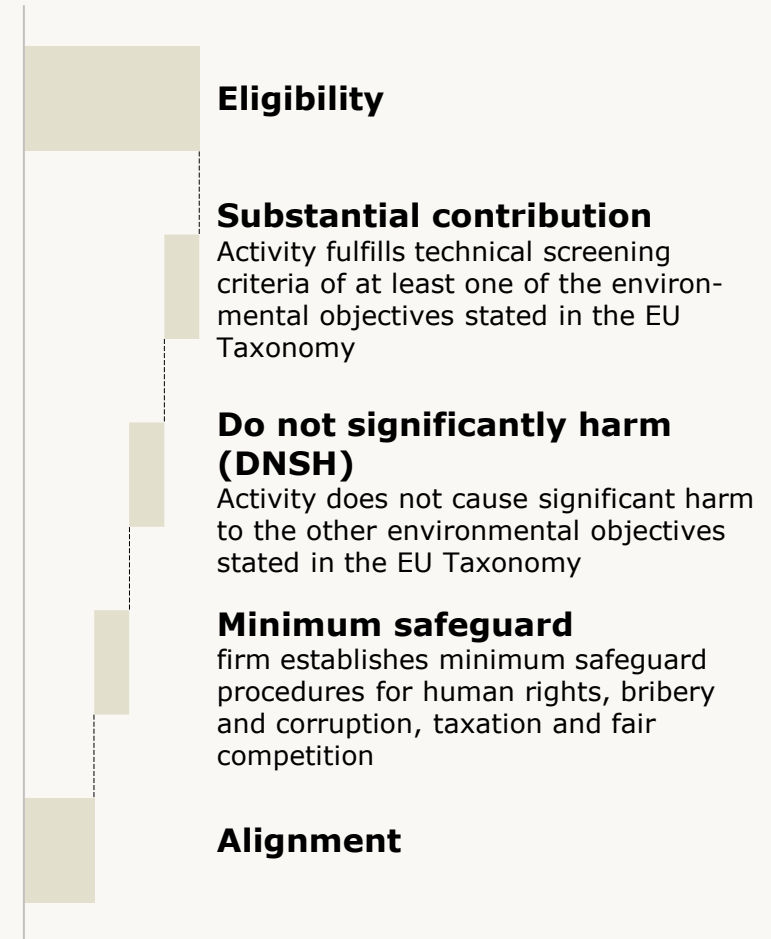 Eligibility
Substantial contribution
Activity fulfills technical screening
criteria of at least one of the environ-
mental objectives stated in the EU
Taxonomy
Do not significantly harm
(DNSH)
Activity does not cause significant harm
to the other environmental objectives
stated in the EU Taxonomy
Minimum safeguard
firm establishes minimum safeguard
procedures for human rights, bribery
and corruption, taxation and fair
competition
Alignment